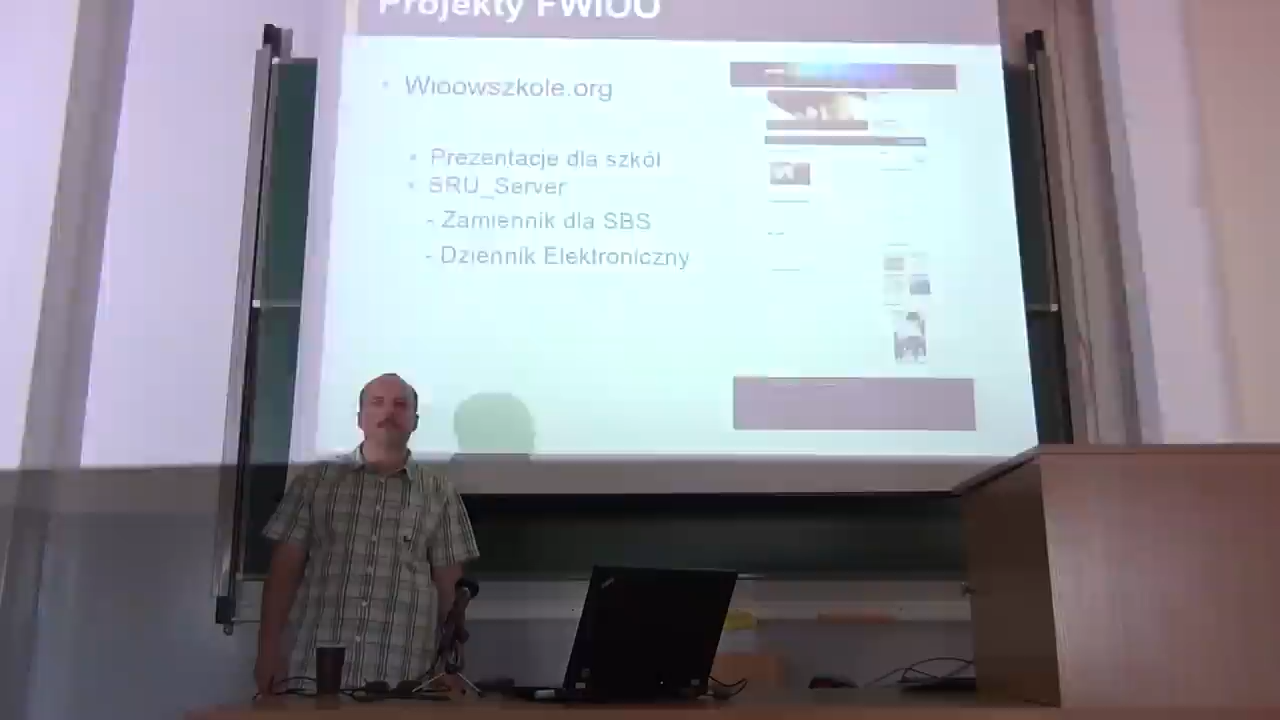 Projekty FWiOO
Wioowszkole.org
Prezentacje dla szkół
SRU_Server
- Zamiennik dla SBS
- Dziennik Elektroniczny